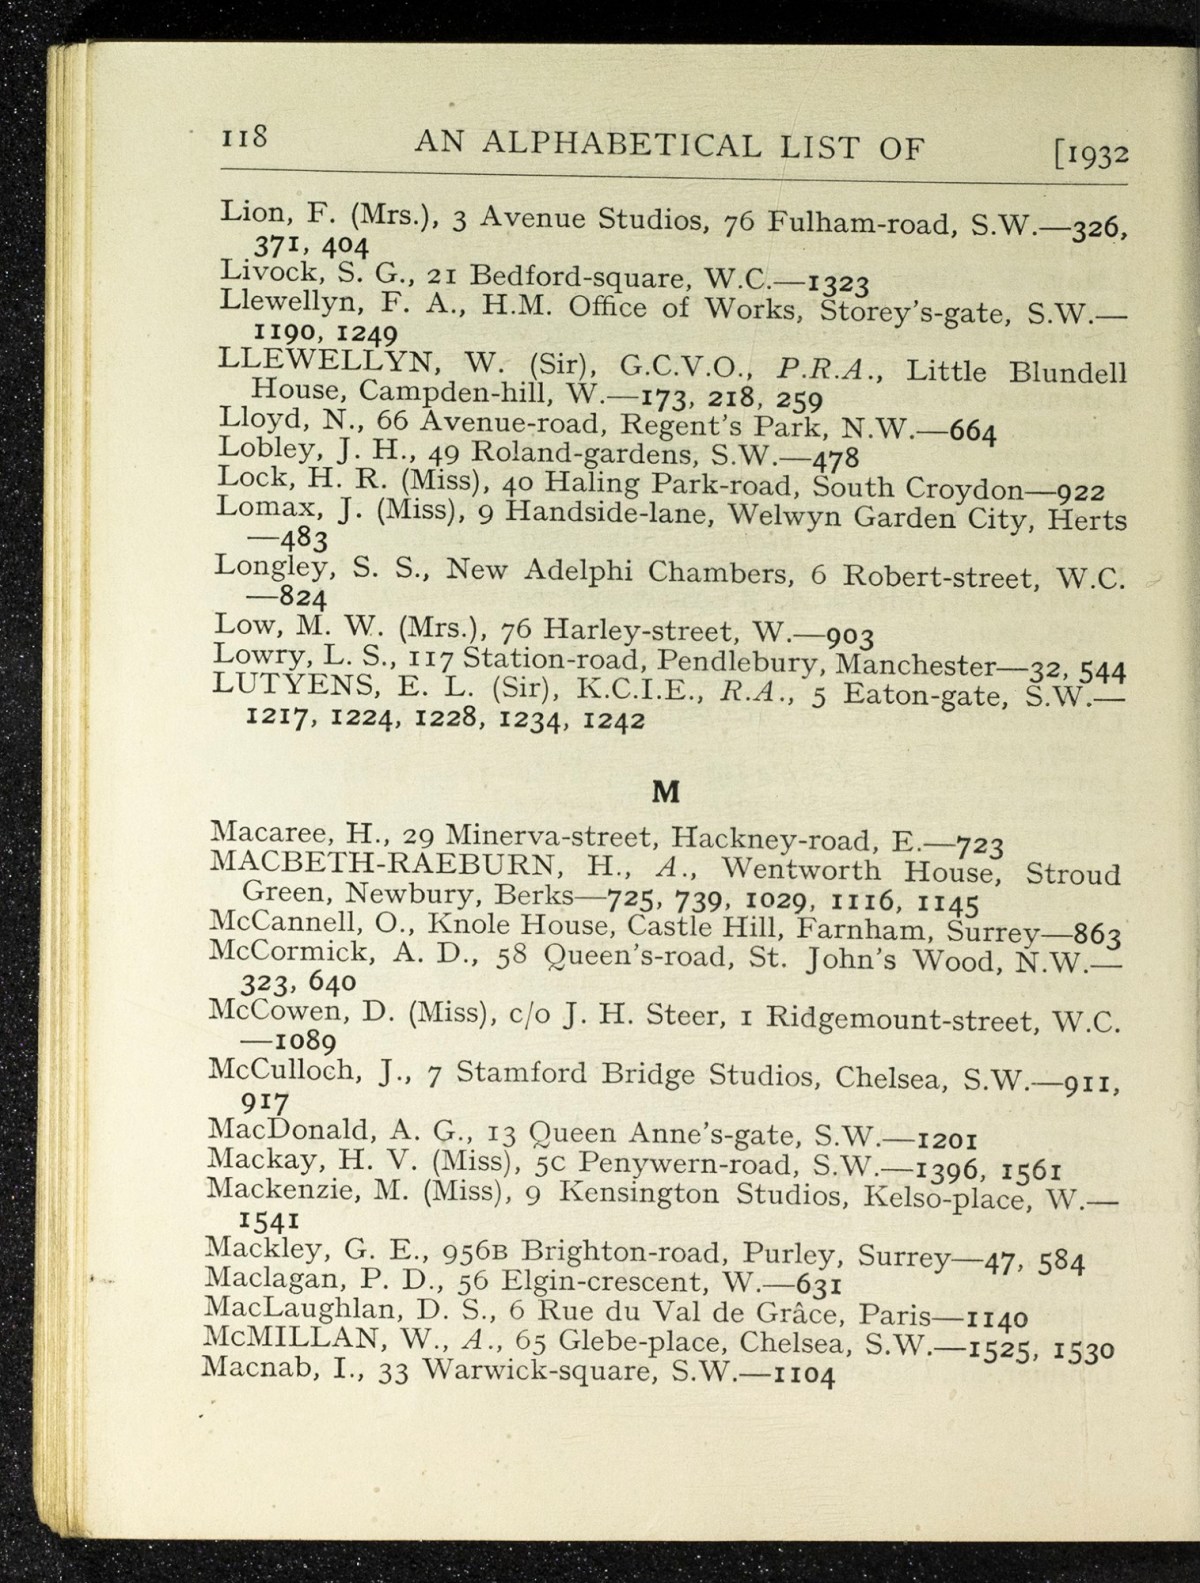 118 AN ALPHABETICAL LIST OF [1932
Lion, F. (Mrs.), 3 Avenue Studios, 76 Fulham-road, S.W.—326,
371, 404
Livock, S. G., 21 Bedford-square, W.C.—1323
Llewellyn, F. A., H.M. Office of Works, Storey's-gate, S.W.—
1190, 1249
LLEWELLYN, W. (Sir), G.C.V.O., P.R.A., Little Blundell
House, Campden-hill, W.—173, 218, 259
Lloyd, N., 66 Avenue-road, Regent's Park, N.W.—664
Lobley, J. H., 49 Roland-gardens, S.W.—478
Lock, H. R. (Miss), 40 Haling Park-road, South Croydon—922
Lomax, J. (Miss), 9 Handside-lane, Welwyn Garden City, Herts
—483
Longley, S. S., New Adelphi Chambers, 6 Robert-street, W.C.
—824
Low, M. W. (Mrs.), 76 Harley-street, W.—903
Lowry, L. S., 117 Station-road, Pendlebury, Manchester—32, 544
LUTYENS, E. L. (Sir), K.C.I.E., R.A., 5 Eaton-gate, S.W.—
1217, 1224, 1228, 1234, 1242
M
Macaree, H., 29 Minerva-street, Hackney-road, E.—723
MACBETH-RAEBURN, H., A., Wentworth House, Stroud
Green, Newbury, Berks—725, 739, 1029, 1116, 1145
McCannell, O., Knole House, Castle Hill, Farnham, Surrey—863
McCormick, A. D., 58 Queen's-road, St. John's Wood, N.W.—
323, 640
McCowen, D. (Miss), c/o J. H. Steer, 1 Ridgemount-street, W.C.
—1089
McCulloch, J., 7 Stamford Bridge Studios, Chelsea, S.W.—911,
917
MacDonald, A. G., 13 Queen Anne's-gate, S.W.—1201
Mackay, H. V. (Miss), 5C Penywern-road, S.W.—1396, 1561
Mackenzie, M. (Miss), 9 Kensington Studios, Kelso-place, W.—
1541
Mackley, G. E., 956B Brighton-road, Purley, Surrey—47, 584
Maclagan, P. D., 56 Elgin-crescent, W.—631
MacLaughlan, D. S., 6 Rue du Val de Grâce, Paris—1140
McMILLAN, W., A., 65 Glebe-place, Chelsea, S.W.—1525, 1530
Macnab, I., 33 Warwick-square, S.W.—1104